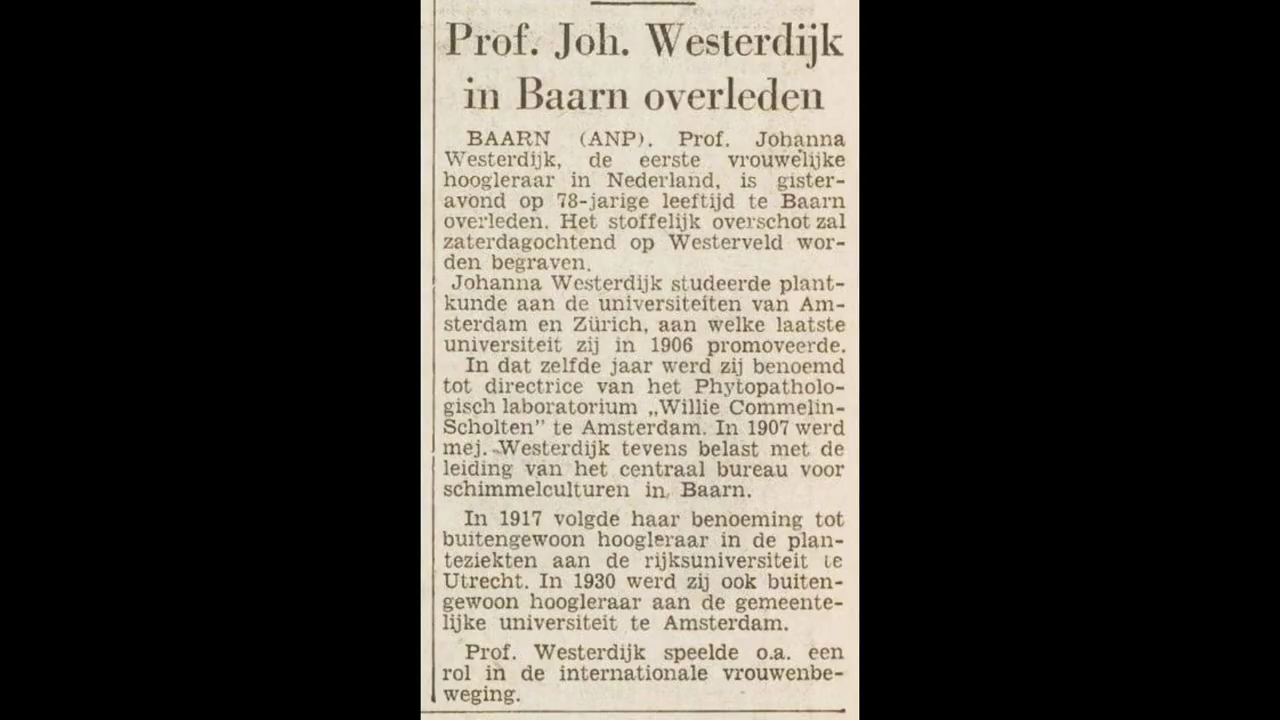 Prof. Joh. Westerdijk
in Baarn overleden
BAARN (ANP). Prof. Johanna
Westerdijk, de eerste vrouwelijke
hoogleraar in Nederland, is gister-
avond op 78-jarige leeftijd te Baarn
overleden. Het stoffelijk overschot zal
zaterdagochtend op Westerveld wor-
den begraven.
Johanna Westerdijk studeerde plant-
kunde aan de universiteiten van Am-
sterdam en Zürich, aan welke laatste
universiteit zij in 1906 promoveerde.
In dat zelfde jaar werd zij benoemd
tot directrice van het Phytopatholo-
gisch laboratorium „Willie Commelin-
Scholten” te Amsterdam. In 1907 werd
mej. Westerdijk tevens belast met de
leiding van het centraal bureau voor
schimmelculturen in Baarn.
In 1917 volgde haar benoeming tot
buitengewoon hoogleraar in de plan-
teziekten aan de rijksuniversiteit te
Utrecht. In 1930 werd zij ook buiten-
gewoon hoogleraar aan de gemeente-
lijke universiteit te Amsterdam.
Prof. Westerdijk speelde o.a. een
rol in de internationale vrouwenbe-
weging.